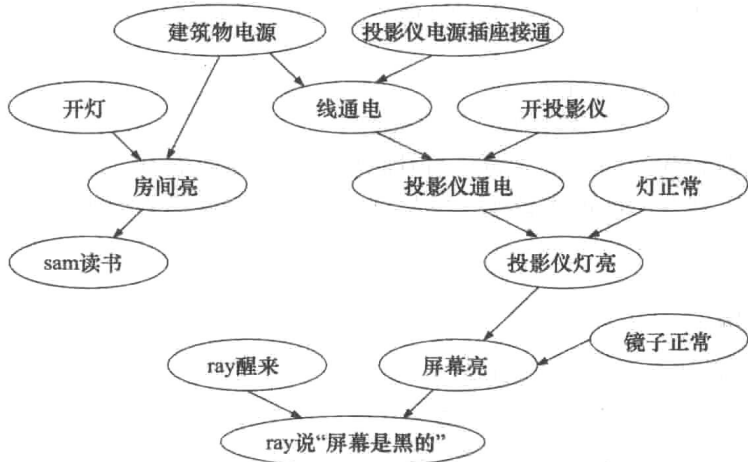 建筑物电源
投影仪电源插座接通
开灯
线通电
开投影仪
房间亮
投影仪通电
灯正常
sam读书
投影仪灯亮
镜子正常
ray醒来
屏幕亮
ray说“屏幕是黑的”